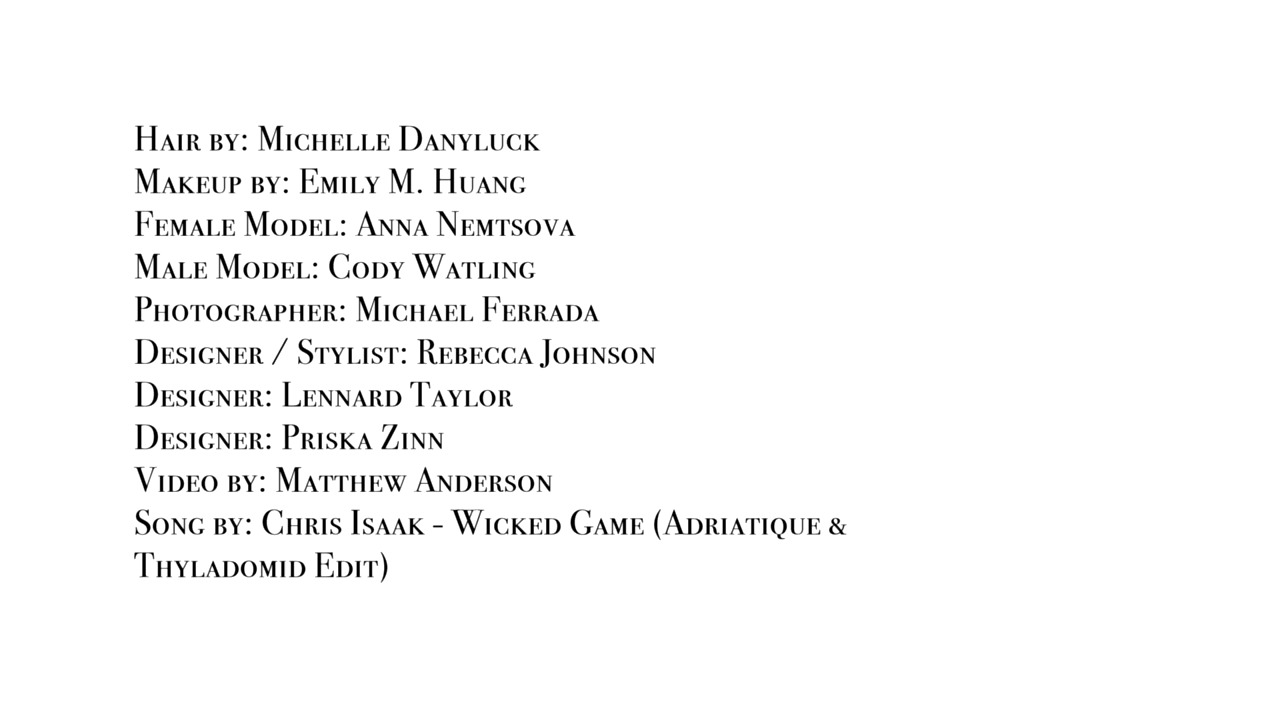 Hair by: Michelle Danyluck
Makeup by: Emily M. Huang
Female Model: Anna Nemtsova
Male Model: Cody Watling
Photographer: Michael Ferrada
Designer / Stylist: Rebecca Johnson
Designer: Lennard Taylor
Designer: Priska Zinn
Video by: Matthew Anderson
Song by: Chris Isaak - Wicked Game (Adriatique &
Thyladomid Edit)